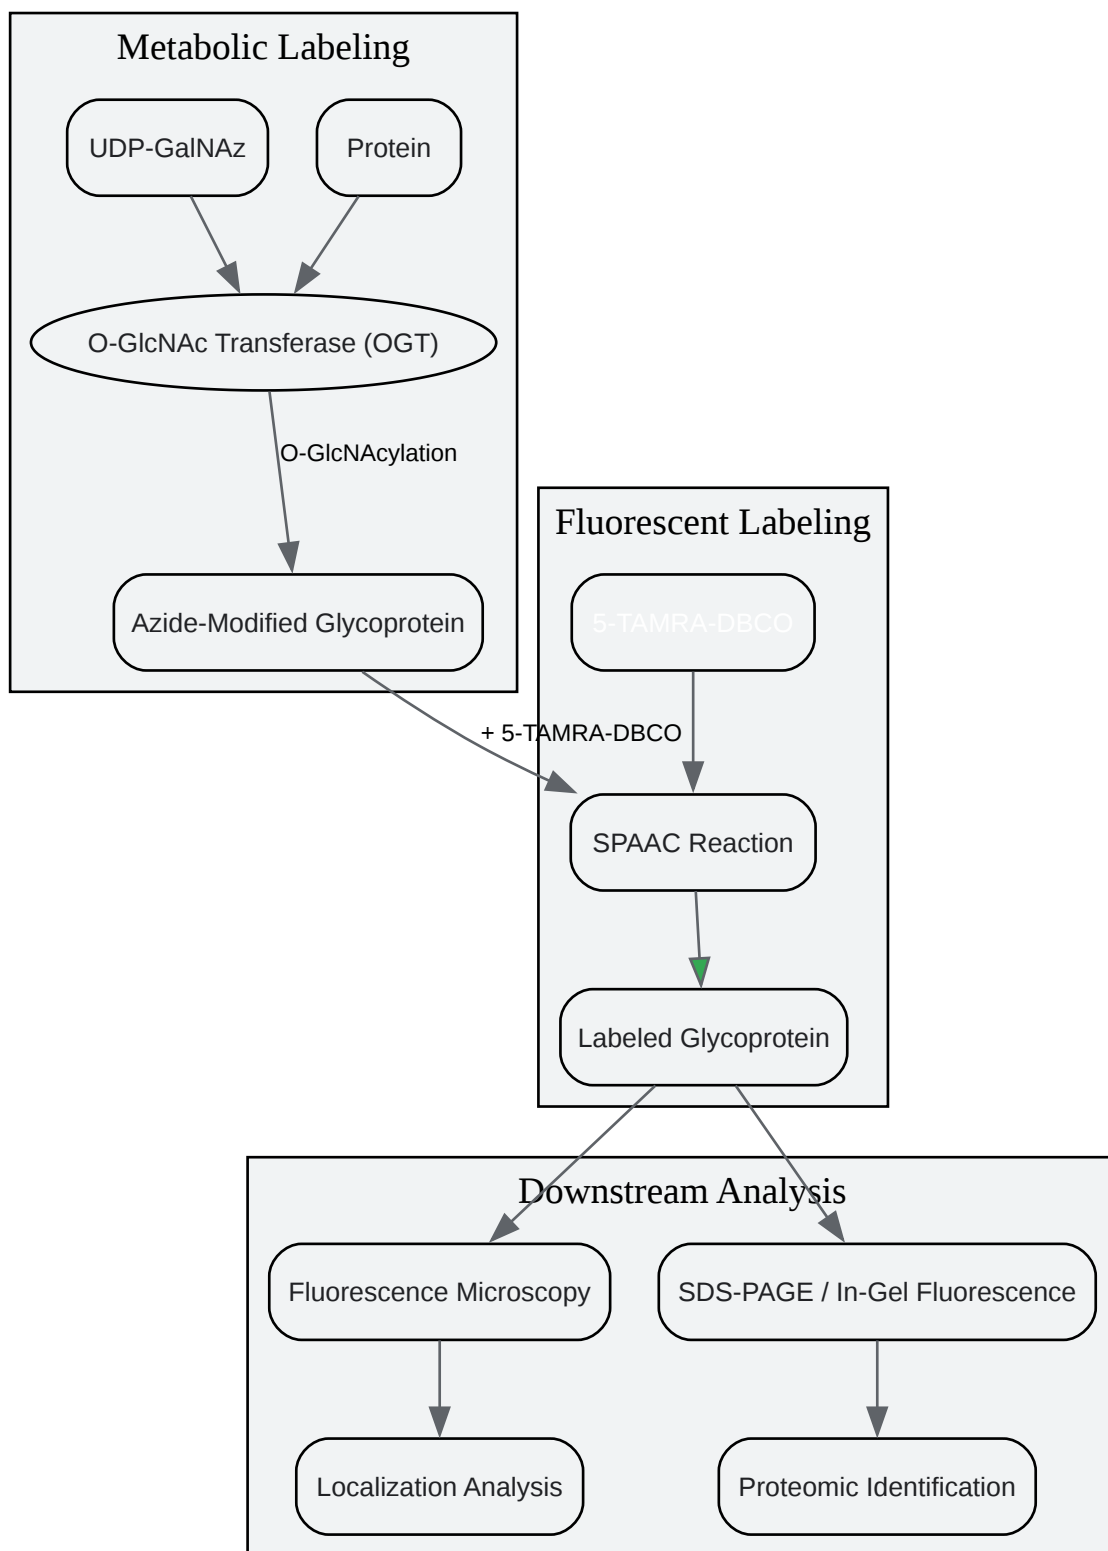 Metabolic Labeling
UDP-GalNAz
Protein
O-GlcNAc Transferase (OGT)
O-GlcNAcylation
Azide-Modified Glycoprotein
Fluorescent Labeling
5-TAMRA-DBCO
+ 5-TAMRA-DBCO
SPAAC Reaction
Labeled Glycoprotein
Downstream Analysis
Fluorescence Microscopy
SDS-PAGE / In-Gel Fluorescence
Localization Analysis
Proteomic Identification